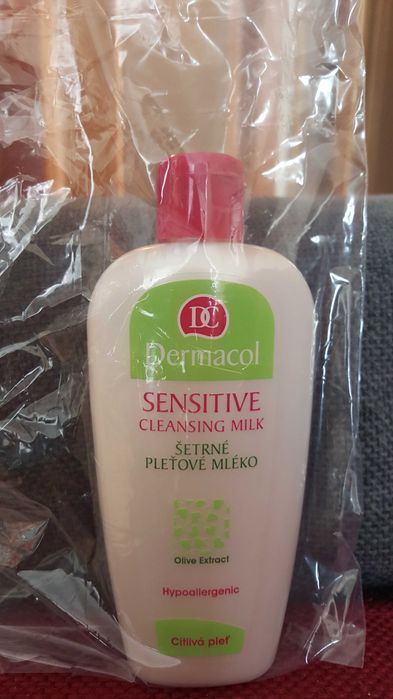 DC
Dermacol
SENSITIVE
CLEANSING MILK
ŠETRNÉ
PLEŤOVÉ MLÉKO
Olive Extract
Hypoallergenic
Citlivá pleť